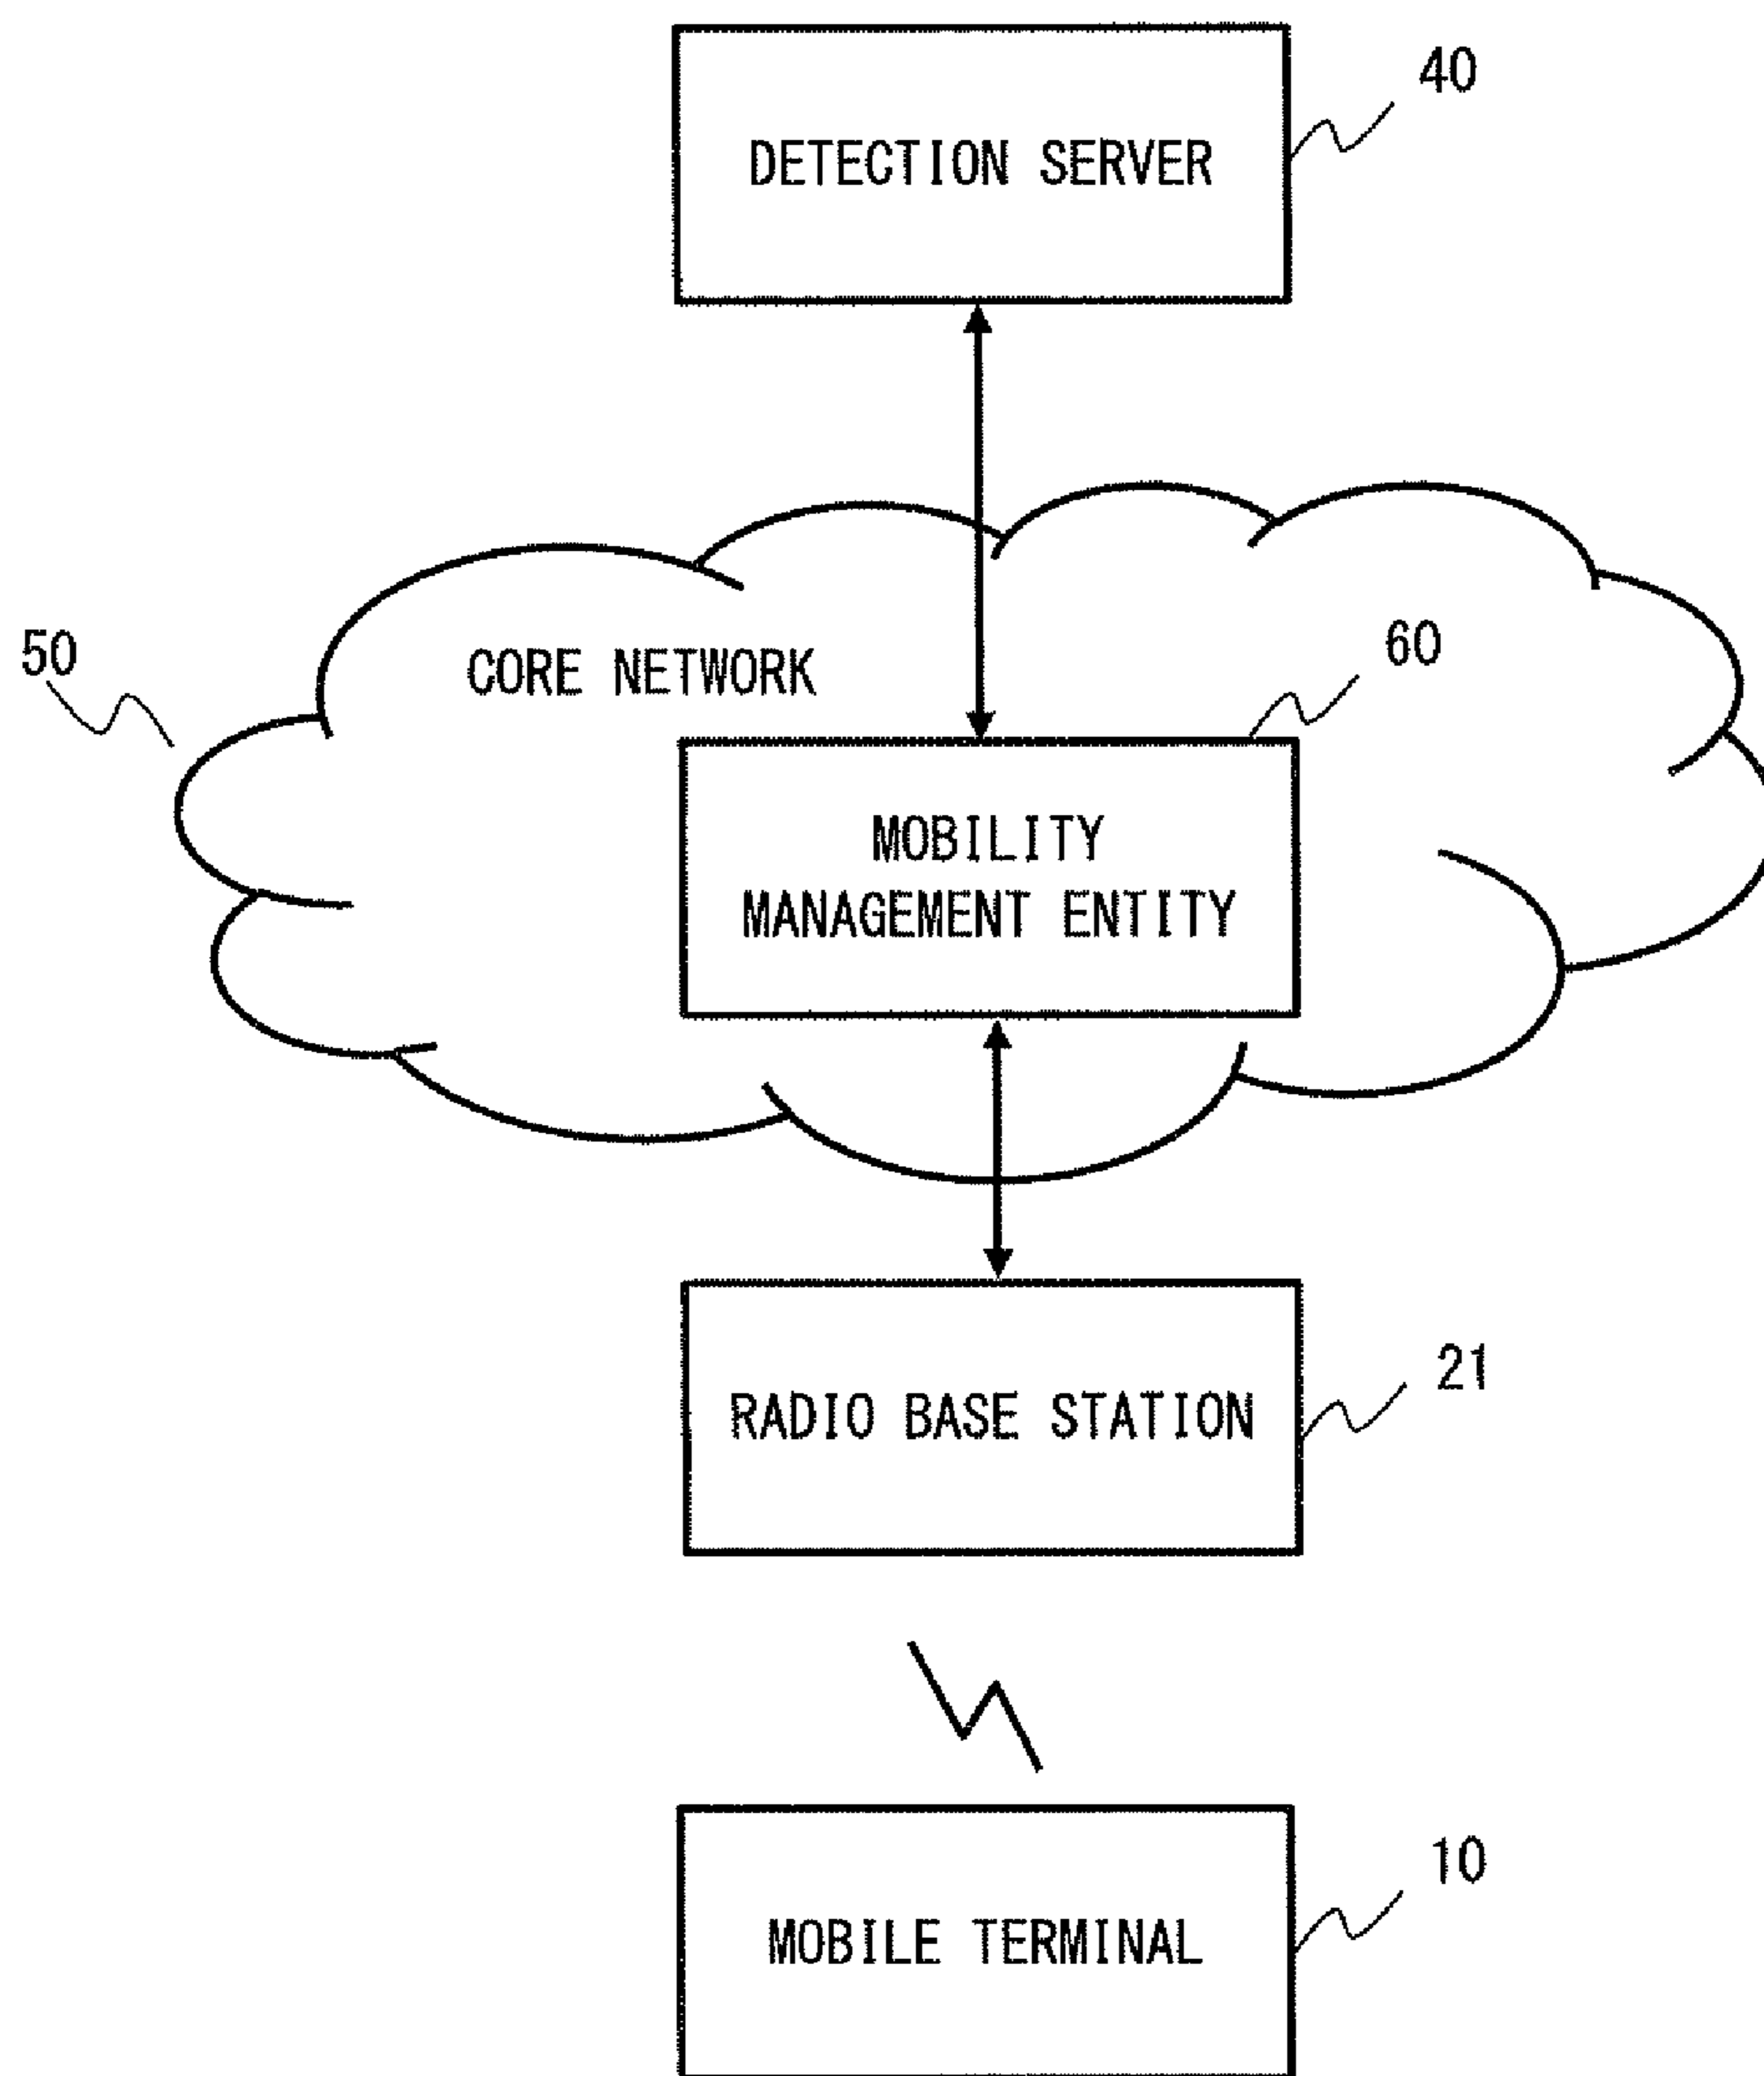 40
DETECTION SERVER
50
CORE NETWORK
60
MOBILITY
MANAGEMENT ENTITY
21
RADIO BASE STATION
10
MOBILE TERMINAL